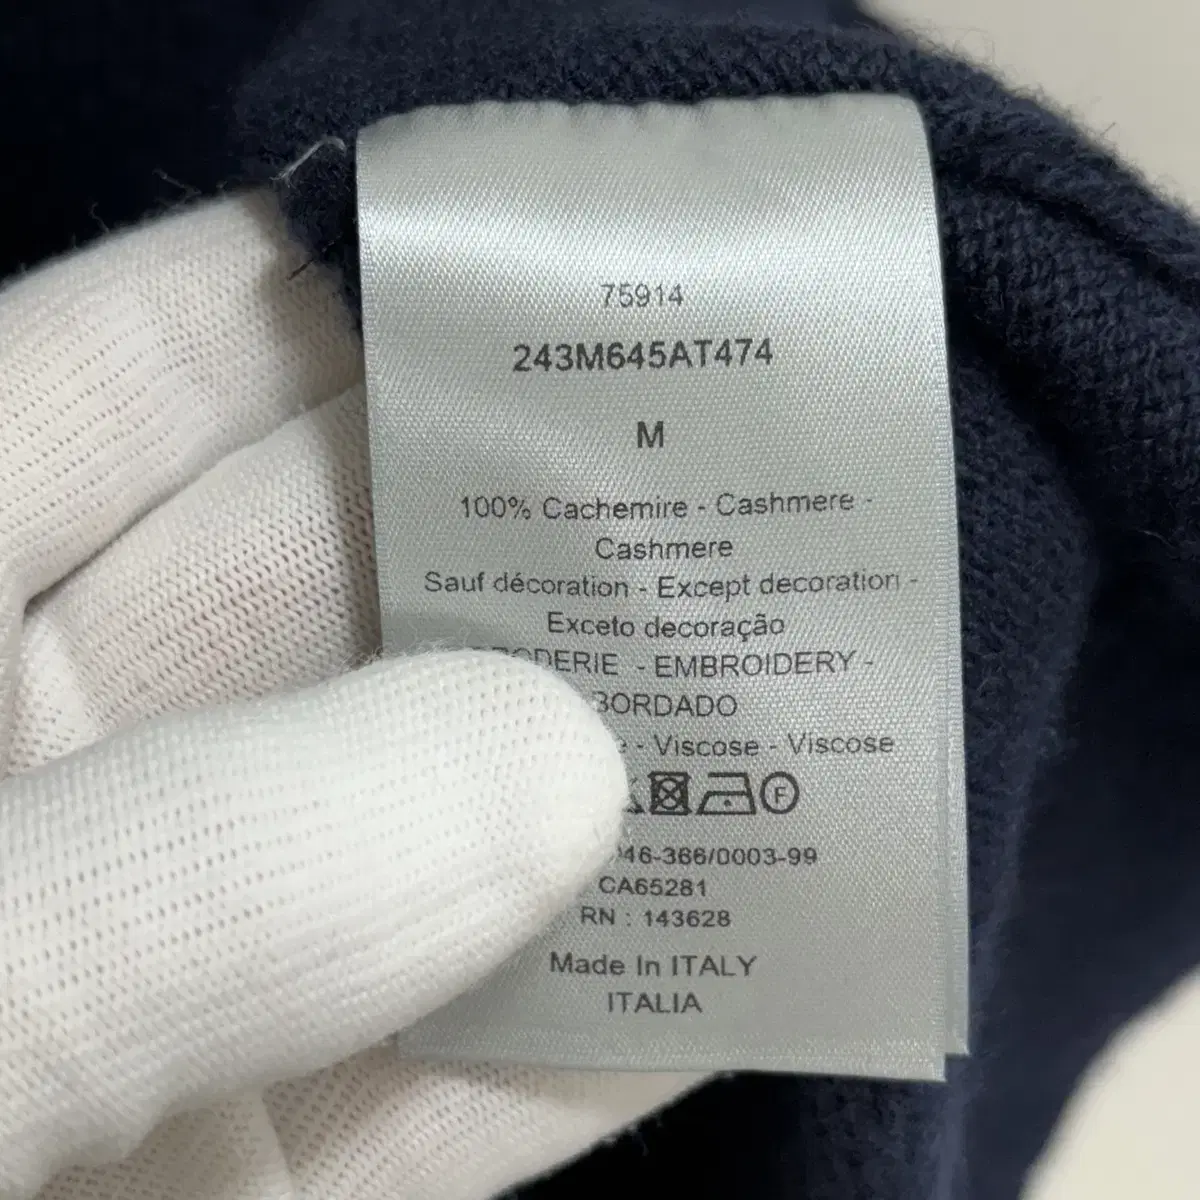 75914
243M645AT474
M
100% Cachemire - Cashmere -
Cashmere
Sauf décoration - Except decoration -
Exceto decoração
- EMBROIDERY -
BORDADO
- Viscose - Viscose
F
46-366/0003-99
CA65281
RN : 143628
Made In ITALY
ITALIA